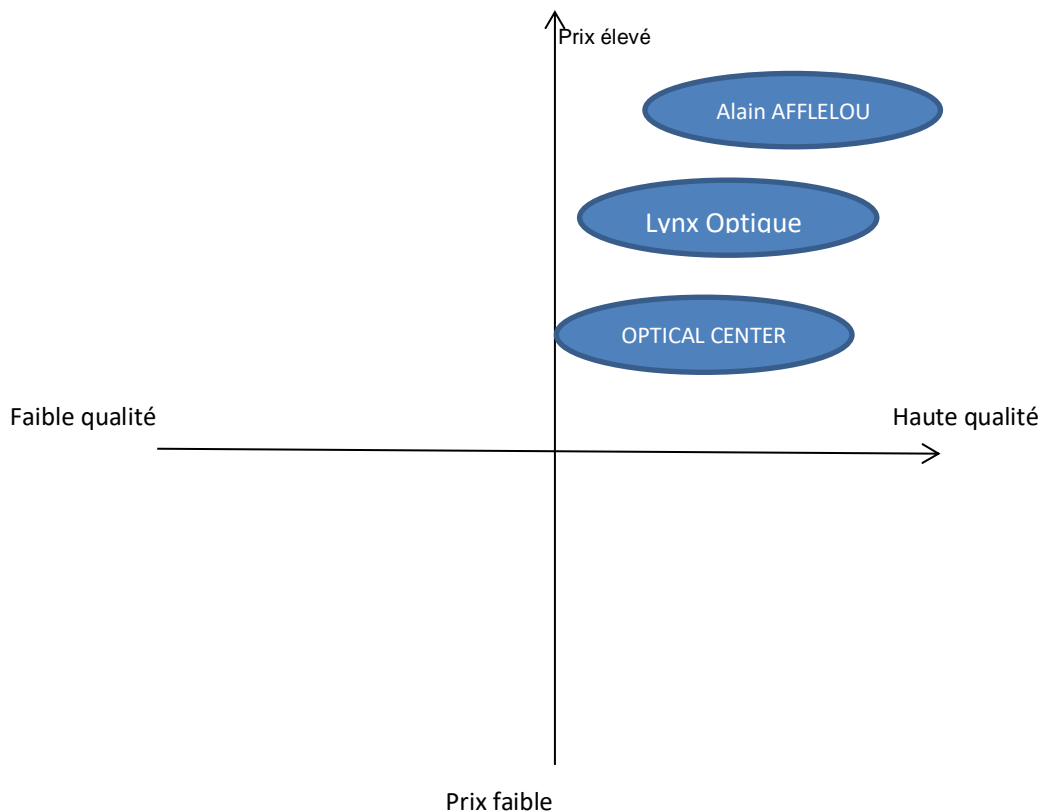 Prix élevé
Alain AFFLELOU
Lynx Optique
OPTICAL CENTER
Faible qualité
Haute qualité
Prix faible